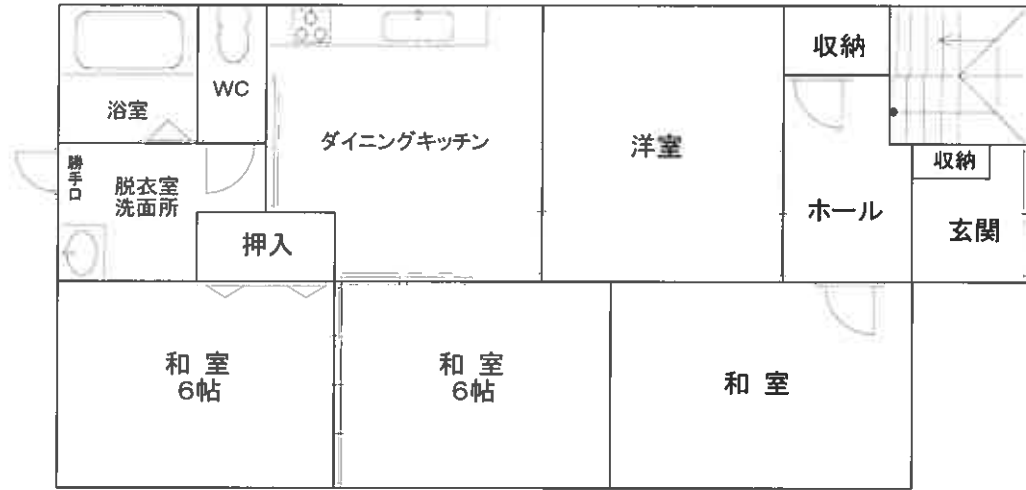 収納
WC
浴室
ダイニングキッチン
洋室
収納
勝手口
脱衣室
洗面所
ホール
玄関
押入
和 室
6帖
和 室
6帖
和 室